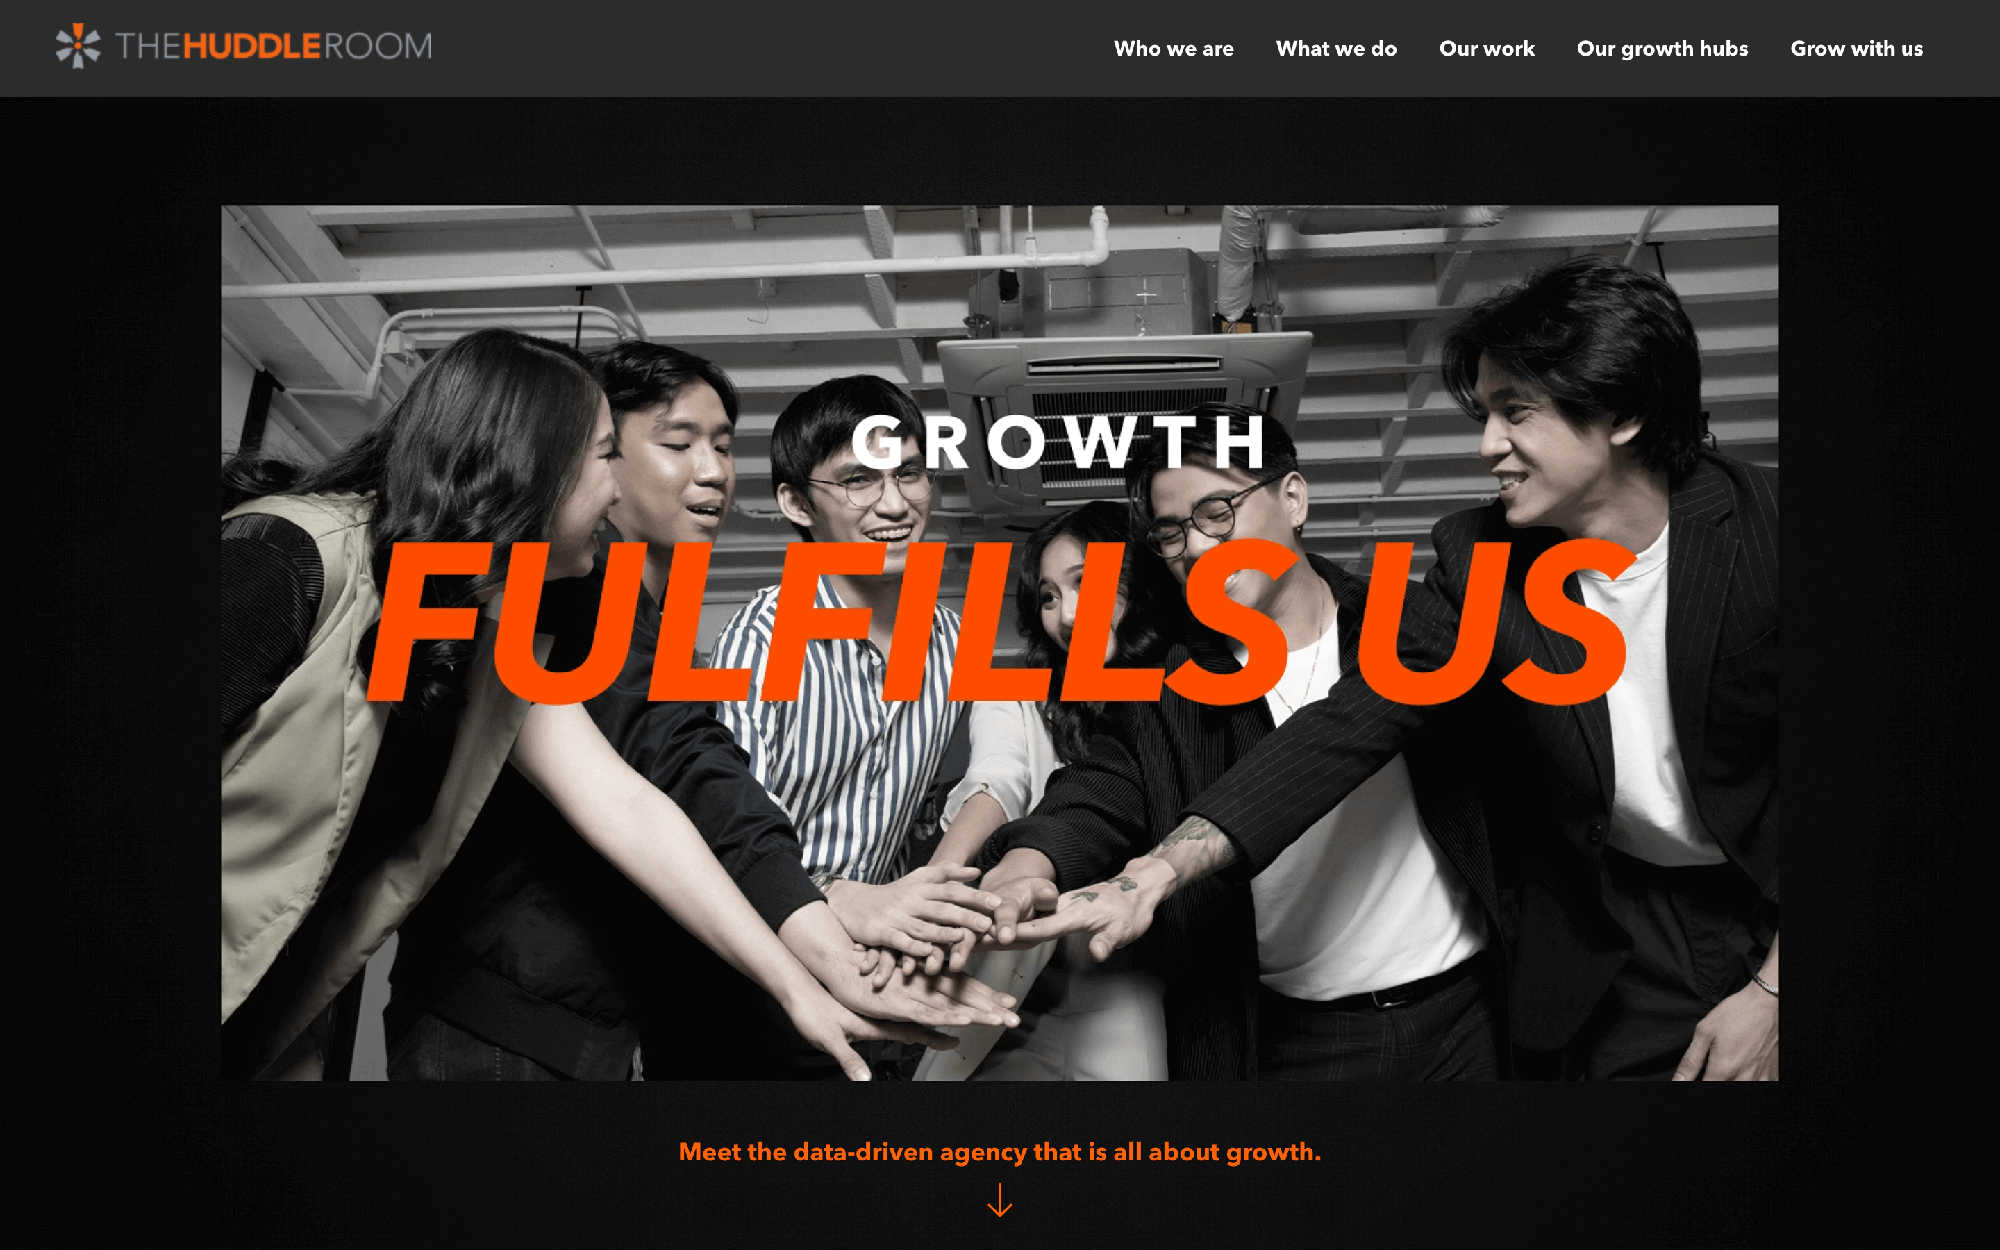 THEHUDDLEROOM
Who we are
What we do
Our work
Our growth hubs
Grow with us
GROWTH
FULFILLS US
Meet the data-driven agency that is all about growth.